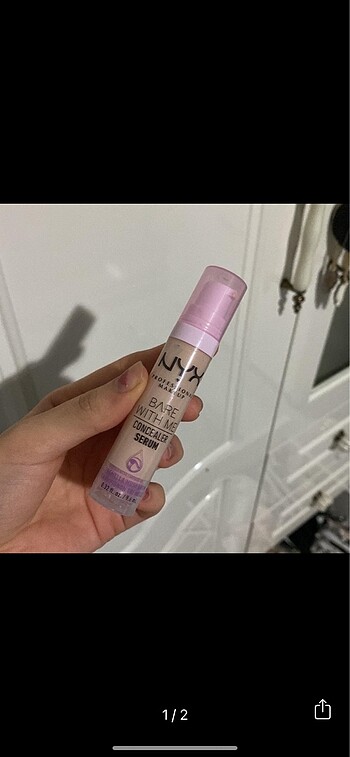 NYX
PROFESSIONAL
MAKEUP
BARE
WITH ME
CONCEALER
SERUM
1/2